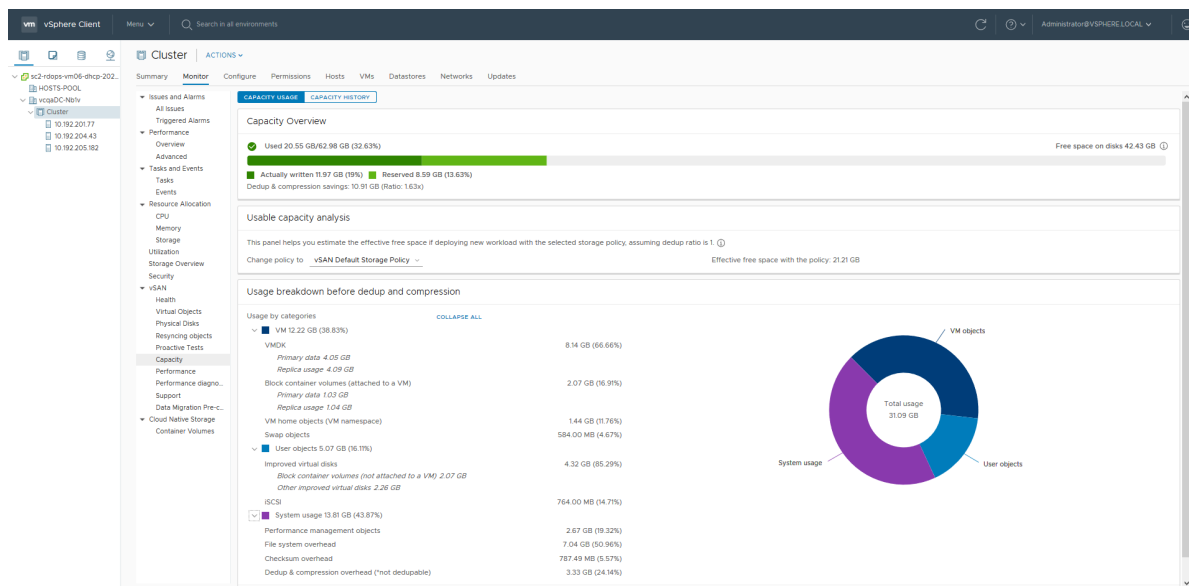 vm vSphere Client Menu Search in all environments Administrator@VSPHERE.LOCAL
sc2-rdops-vm06-dhcp-202...
HOSTS-POOL
vcqaDC-Nb1v
Cluster
10.192.201.77
10.192.204.43
10.192.205.182
Cluster ACTIONS
Summary Monitor Configure Permissions Hosts VMs Datastores Networks Updates
Issues and Alarms
All Issues
Triggered Alarms
Performance
Overview
Advanced
Tasks and Events
Tasks
Events
Resource Allocation
CPU
Memory
Storage
Utilization
Storage Overview
Security
vSAN
Health
Virtual Objects
Physical Disks
Resyncing objects
Proactive Tests
Capacity
Performance
Performance diagno...
Support
Data Migration Pre-c...
Cloud Native Storage
Container Volumes
CAPACITY USAGE CAPACITY HISTORY
Capacity Overview
Used 20.55 GB/62.98 GB (32.63%) Free space on disks 42.43 GB
Actually written 11.97 GB (19%) Reserved 8.59 GB (13.63%)
Dedup & compression savings: 10.91 GB (Ratio: 1.63x)
Usable capacity analysis
This panel helps you estimate the effective free space if deploying new workload with the selected storage policy, assuming dedup ratio is 1.
Change policy to vSAN Default Storage Policy Effective free space with the policy: 21.21 GB
Usage breakdown before dedup and compression
Usage by categories COLLAPSE ALL
VM 12.22 GB (38.83%)
VMDK 8.14 GB (66.66%)
Primary data 4.05 GB
Replica usage 4.09 GB
Block container volumes (attached to a VM) 2.07 GB (16.91%)
Primary data 1.03 GB
Replica usage 1.04 GB
VM home objects (VM namespace) 1.44 GB (11.76%)
Swap objects 584.00 MB (4.67%)
User objects 5.07 GB (16.11%)
Improved virtual disks 4.32 GB (85.29%)
Block container volumes (not attached to a VM) 2.07 GB
Other improved virtual disks 2.26 GB
iSCSI 764.00 MB (14.71%)
System usage 13.81 GB (43.87%)
Performance management objects 2.67 GB (19.32%)
File system overhead 7.04 GB (50.96%)
Checksum overhead 787.49 MB (5.57%)
Dedup & compression overhead (*not dedupable) 3.33 GB (24.14%)
VM objects
Total usage
31.09 GB
System usage
User objects